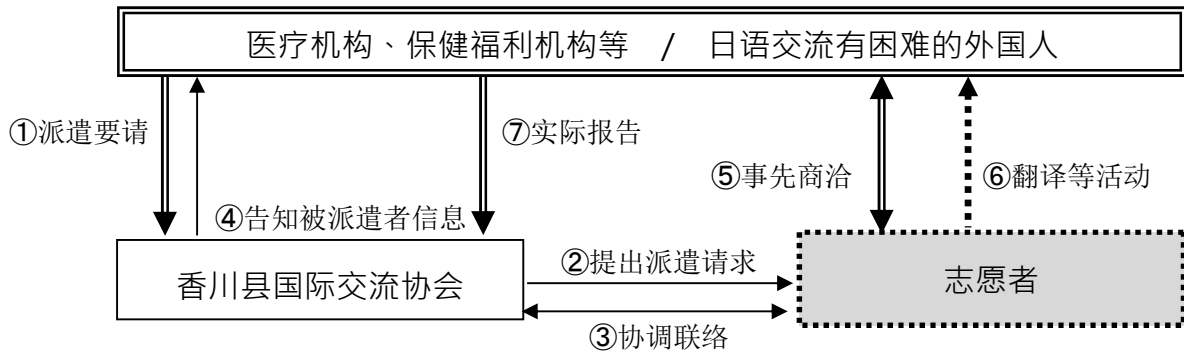 医疗机构、保健福利机构等 / 日语交流有困难的外国人
①派遣要请
⑦实际报告
⑤事先商洽
⑥翻译等活动
④告知被派遣者信息
香川县国际交流协会
②提出派遣请求
志愿者
③协调联络